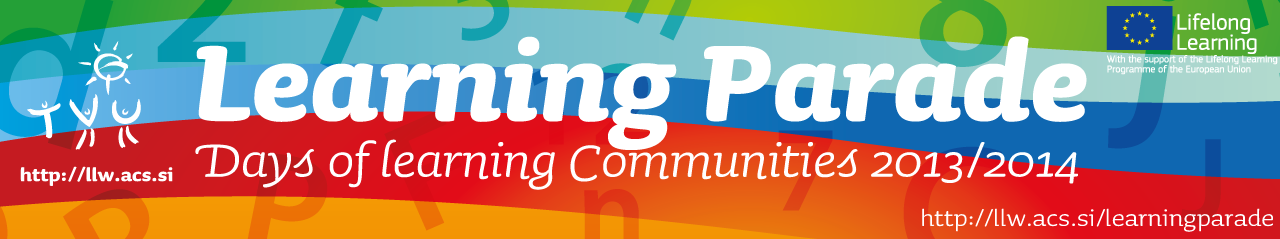 Learning Parade
Days of learning Communities 2013/2014
TVU
http://llw.acs.si
Lifelong
Learning
With the support of the Lifelong Learning
Programme of the European Union
http://llw.acs.si/learningparade